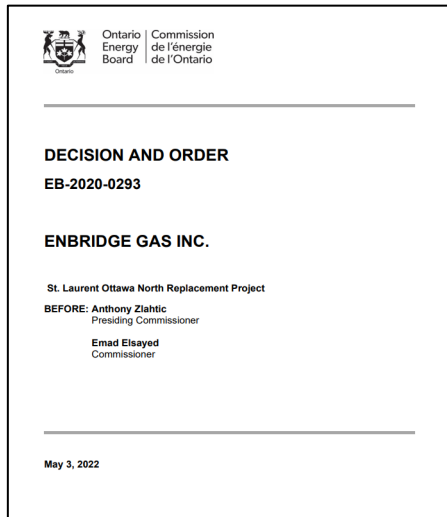 Ontario Commission
Energy de l'énergie
Board de l'Ontario
Ontario
DECISION AND ORDER
EB-2020-0293
ENBRIDGE GAS INC.
St. Laurent Ottawa North Replacement Project
BEFORE: Anthony Zlahtic
Presiding Commissioner
Emad Elsayed
Commissioner
May 3, 2022